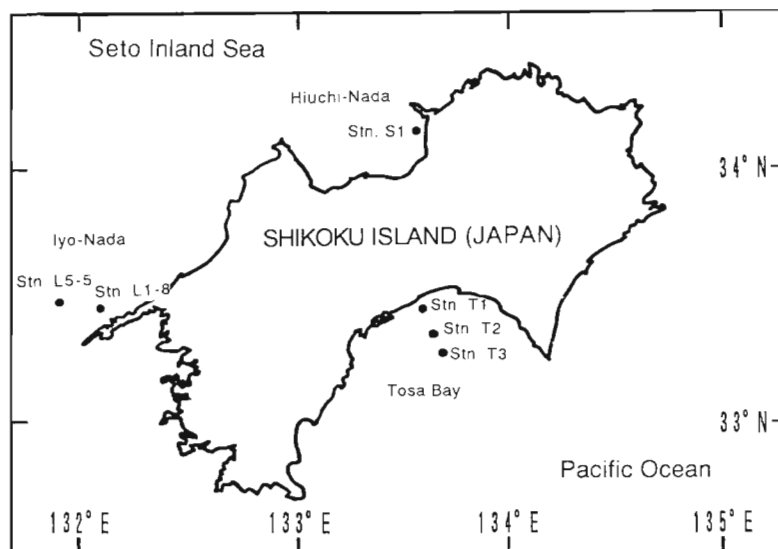 Seto Inland Sea
Hiuchi-Nada
Stn. S1
34° N
Iyo-Nada
SHIKOKU ISLAND (JAPAN)
Stn L5-5
Stn L1-8
Stn T1
Stn T2
Stn T3
Tosa Bay
33° N
Pacific Ocean
132° E
133° E
134° E
135° E